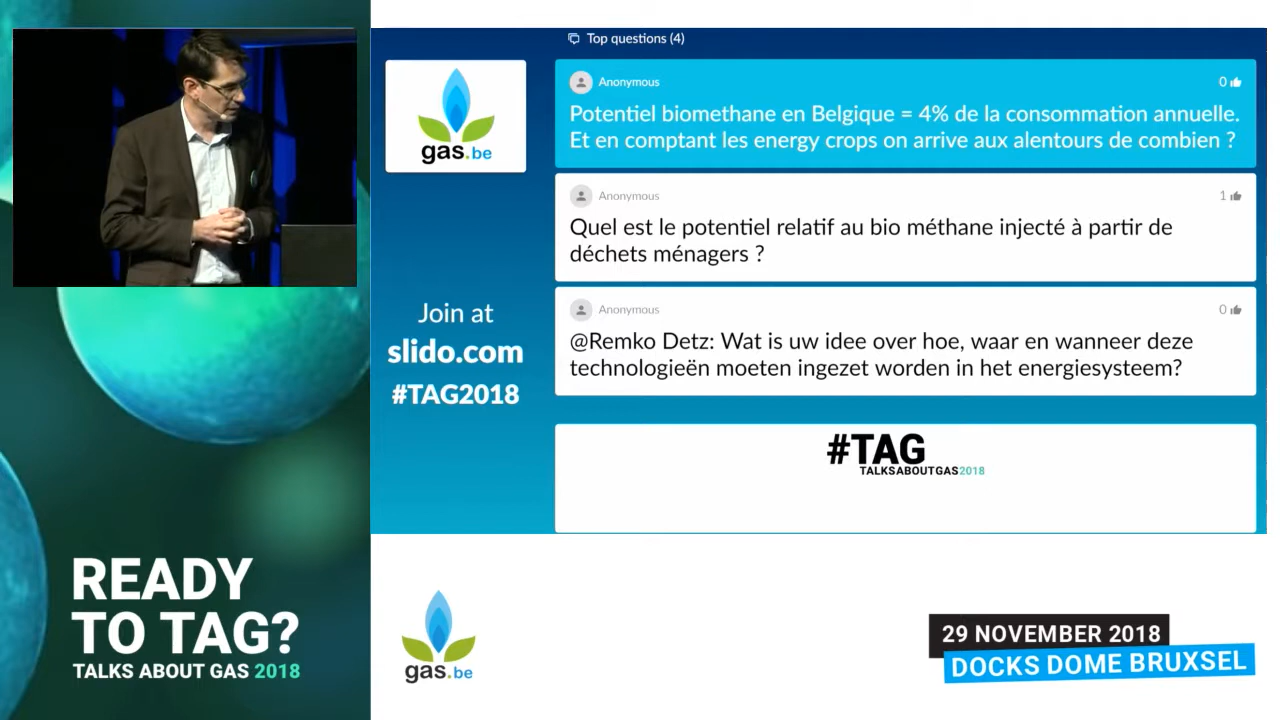 Top questions (4)
gas.be
Anonymous
0
Potentiel biomethane en Belgique = 4% de la consommation annuelle.
Et en comptant les energy crops on arrive aux alentours de combien ?
Anonymous
1
Quel est le potentiel relatif au bio méthane injecté à partir de
déchets ménagers ?
Join at
slido.com
#TAG2018
Anonymous
0
@Remko Detz: Wat is uw idee over hoe, waar en wanneer deze
technologieën moeten ingezet worden in het energiesysteem?
#TAG
TALKSABOUTGAS2018
READY
TO TAG?
TALKS ABOUT GAS 2018
gas.be
29 NOVEMBER 2018
DOCKS DOME BRUXSEL